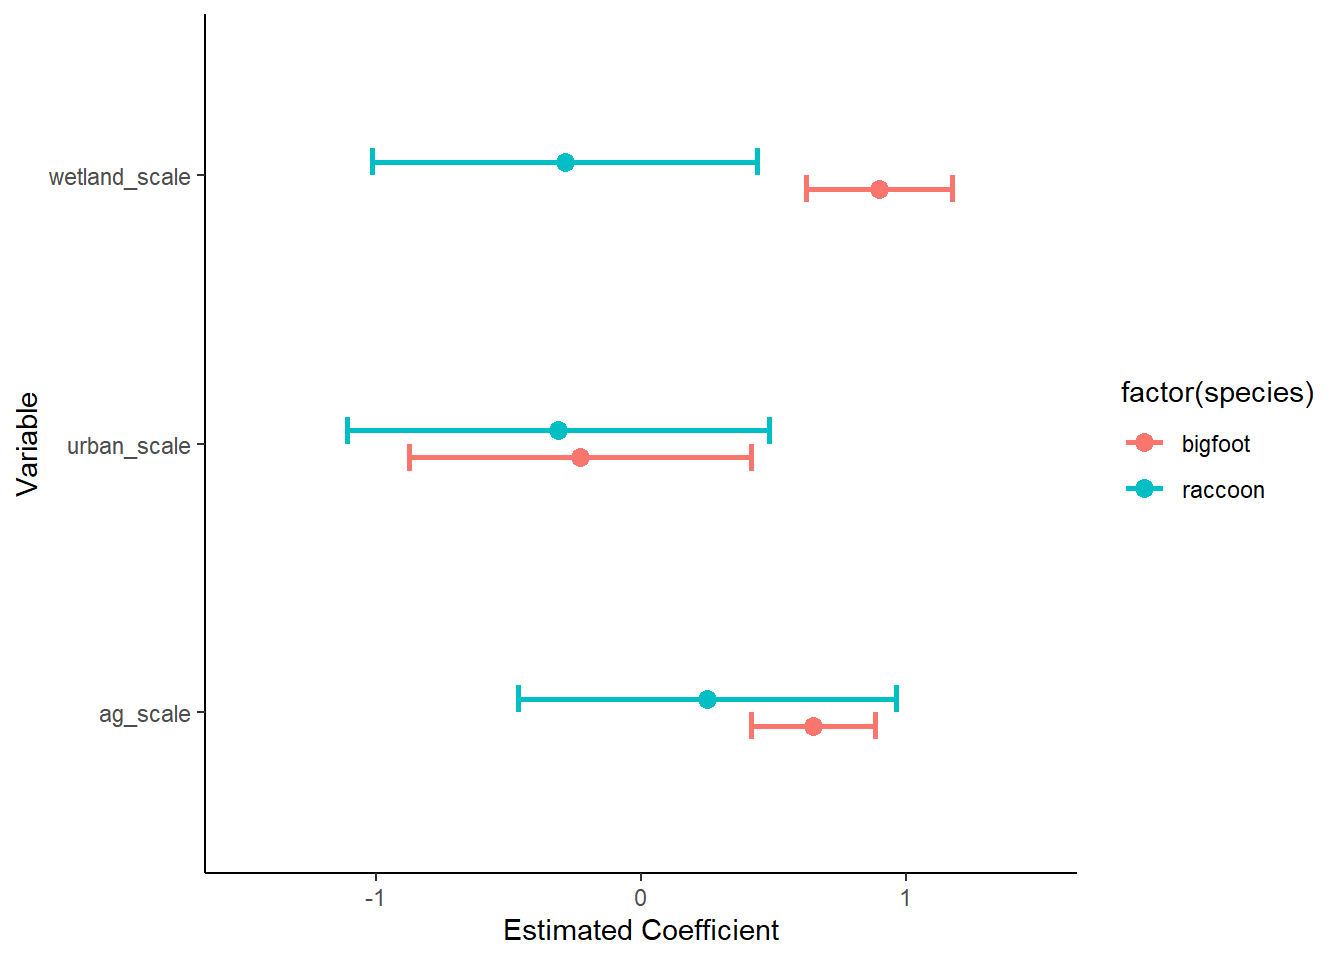 wetland_scale
urban_scale
ag_scale
Variable
-1
0
1
Estimated Coefficient
factor(species)
bigfoot
raccoon